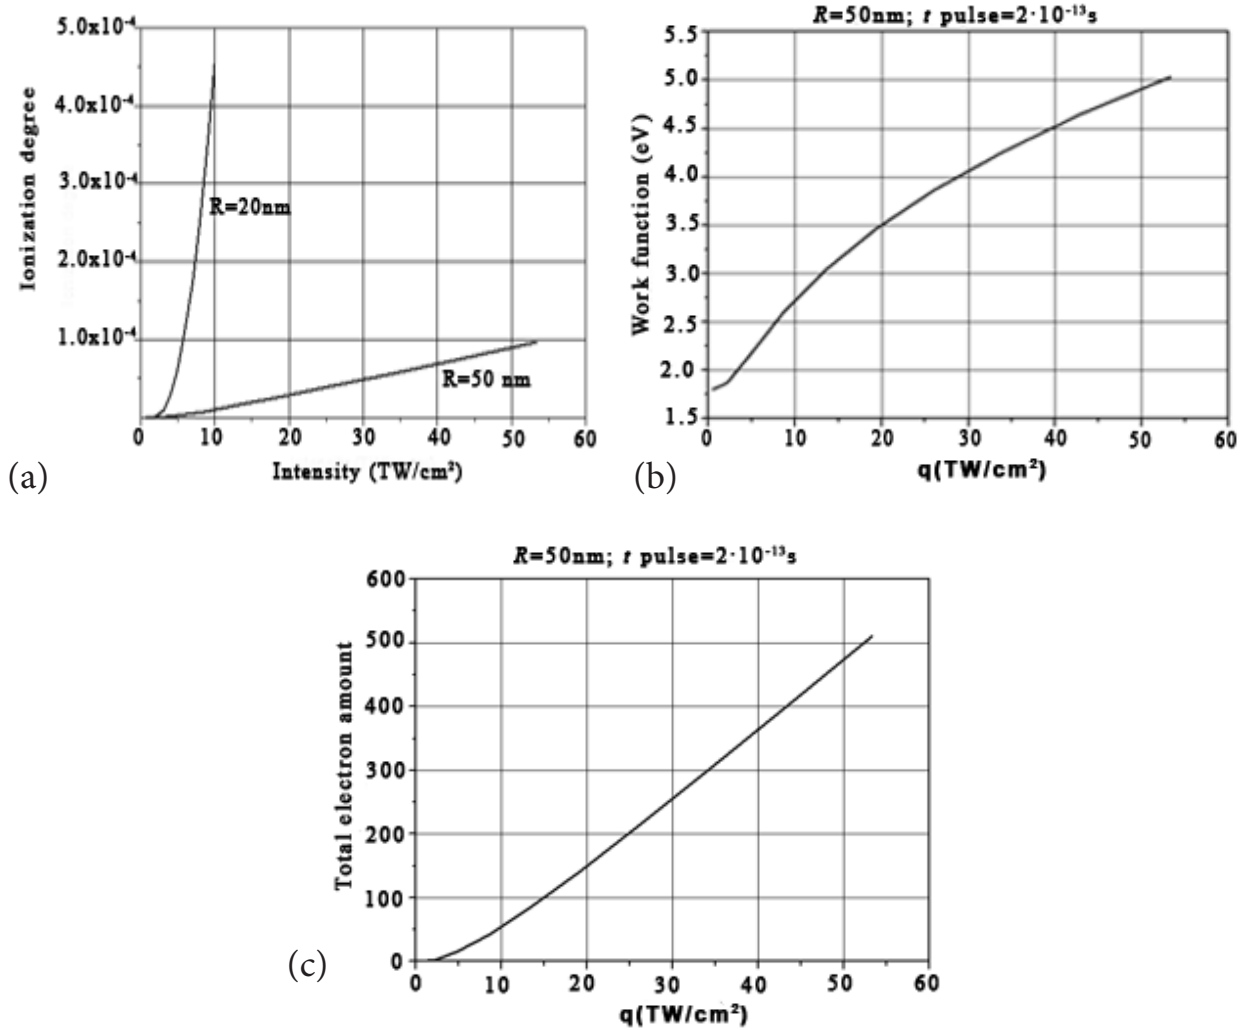 5.0x10⁻⁴
4.0x10⁻⁴
3.0x10⁻⁴
2.0x10⁻⁴
1.0x10⁻⁴
Ionization degree
R=20nm
R=50 nm
0 10 20 30 40 50 60
Intensity (TW/cm²)
(a)
R=50nm; t pulse=2·10⁻¹³s
5.5
5.0
4.5
4.0
3.5
3.0
2.5
2.0
1.5
Work function (eV)
0 10 20 30 40 50 60
q(TW/cm²)
(b)
R=50nm; t pulse=2·10⁻¹³s
600
500
400
300
200
100
0
Total electron amount
0 10 20 30 40 50 60
q(TW/cm²)
(c)